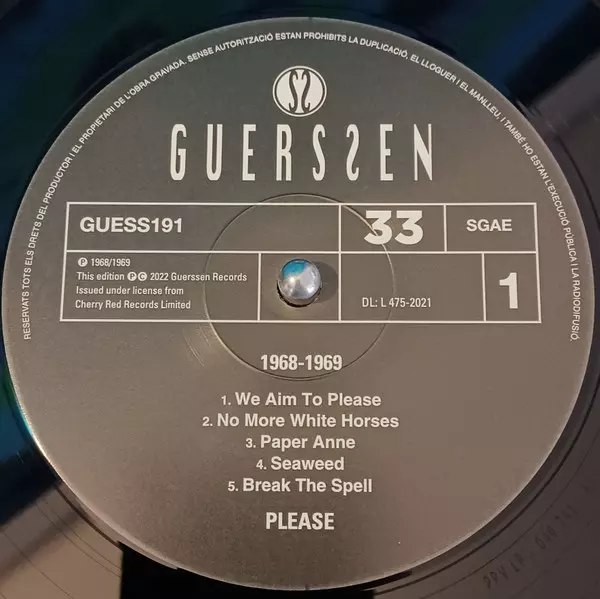 RESERVATS TOTS ELS DRETS DEL PRODUCTOR I EL PROPIETARI DE L'OBRA GRAVADA. SENSE AUTORITZACIÓ ESTAN PROHIBITS LA DUPLICACIÓ, EL LLOGUER I EL MANLLEU, I TAMBÉ HO ESTAN L'EXECUCIÓ PÚBLICA I LA RADIODIFUSIÓ.
GUERSSEN
GUESS191
33
SGAE
Ⓟ 1968/1969
This edition Ⓟ Ⓒ 2022 Guerssen Records
Issued under license from
Cherry Red Records Limited
DL: L 475-2021
1
1968-1969
1. We Aim To Please
2. No More White Horses
3. Paper Anne
4. Seaweed
5. Break The Spell
PLEASE